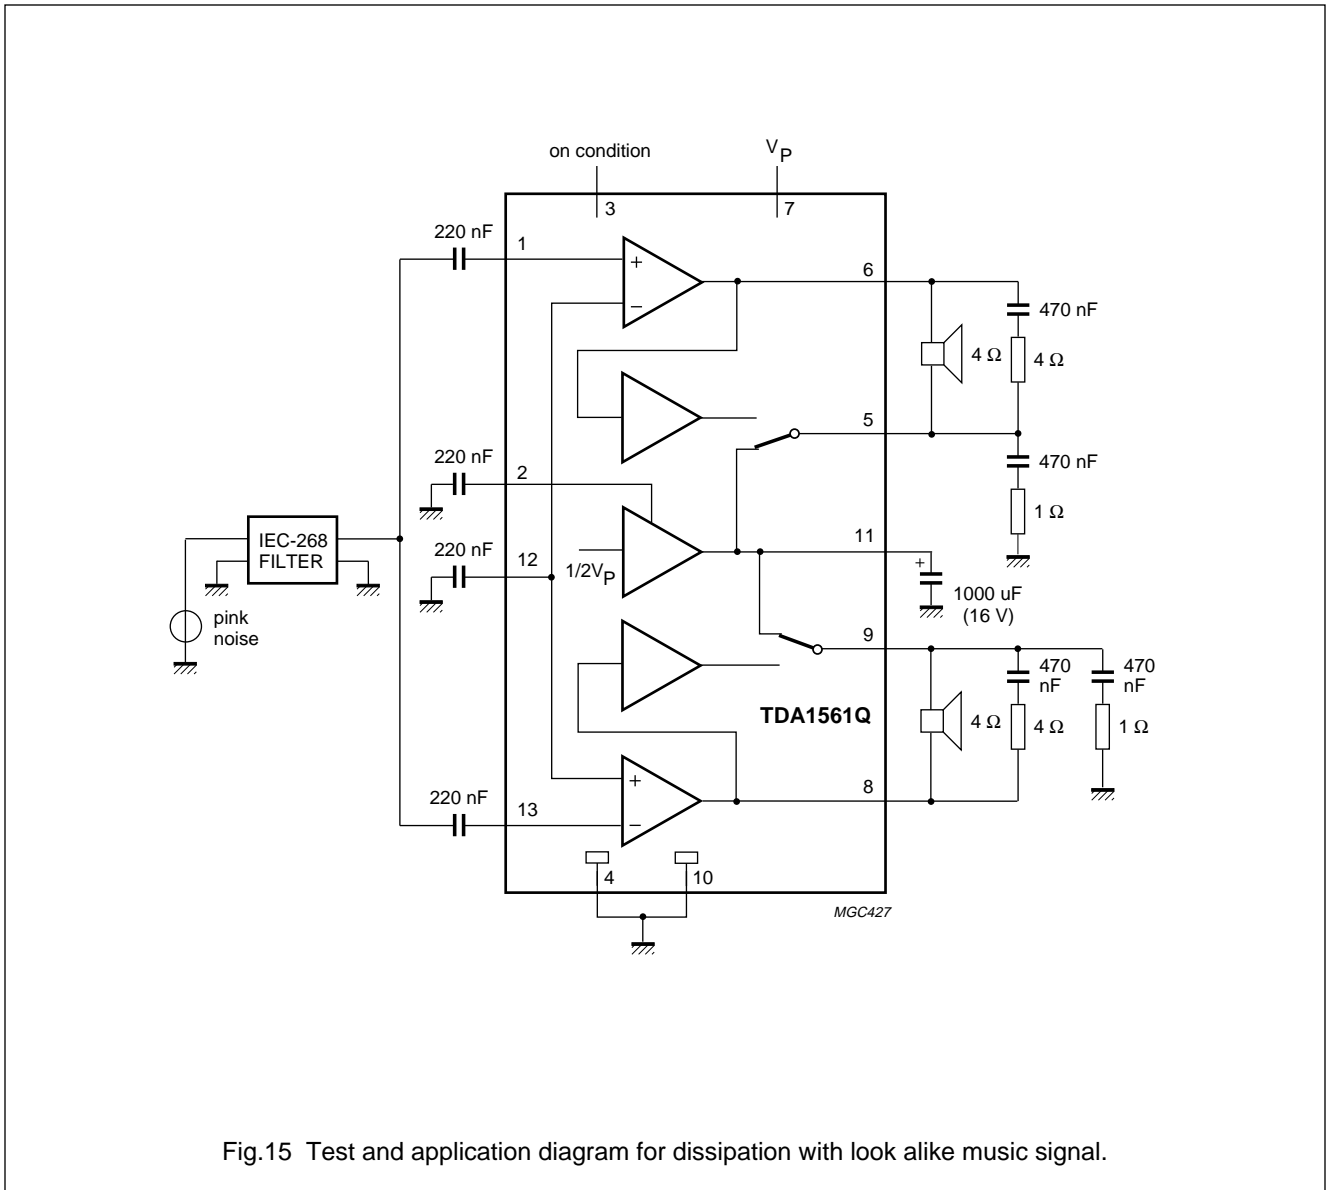 on condition
V P
3
7
220 nF
1
+
−
6
470 nF
4 Ω
4 Ω
5
220 nF
2
470 nF
1 Ω
IEC-268
FILTER
220 nF
12
1/2V P
11
+
1000 uF
(16 V)
pink
noise
9
470
nF
470
nF
TDA1561Q
4 Ω
4 Ω
1 Ω
220 nF
13
+
−
8
4
10
MGC427
Fig.15 Test and application diagram for dissipation with look alike music signal.